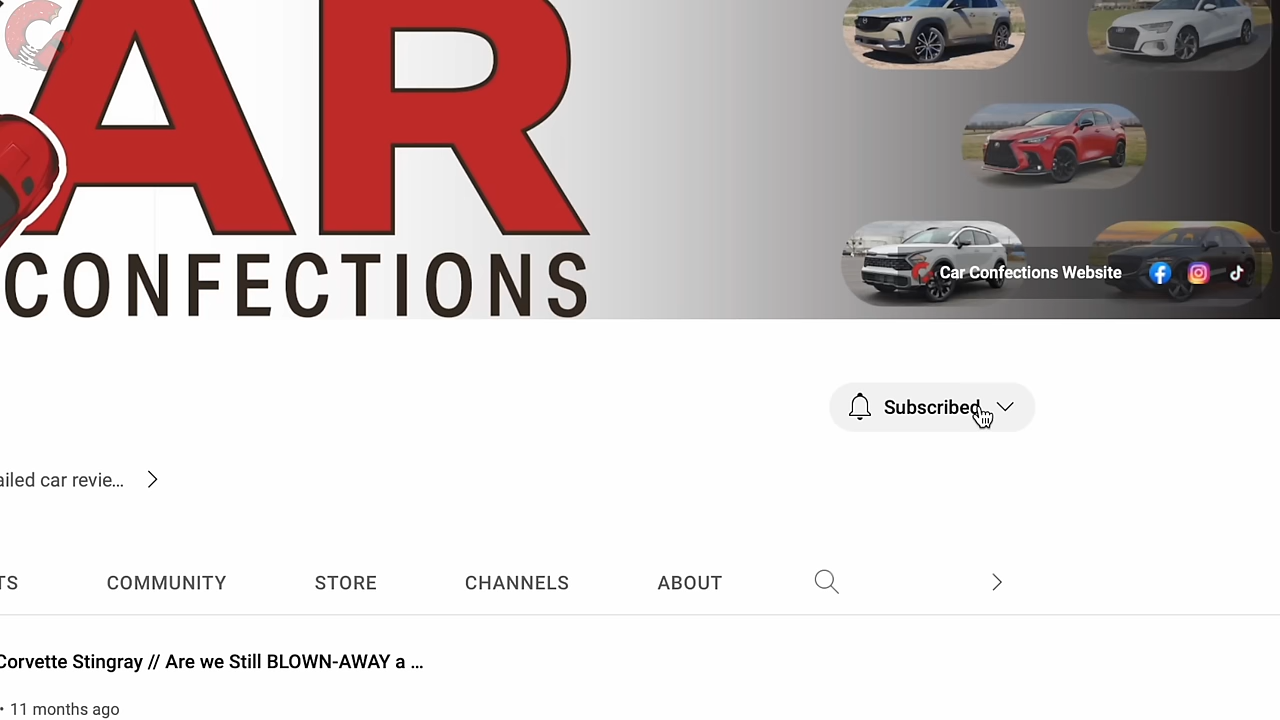 CAR
CONFECTIONS
Car Confections Website
Subscribed
ailed car revie…
TS COMMUNITY STORE CHANNELS ABOUT
Corvette Stingray // Are we Still BLOWN-AWAY a ...
• 11 months ago